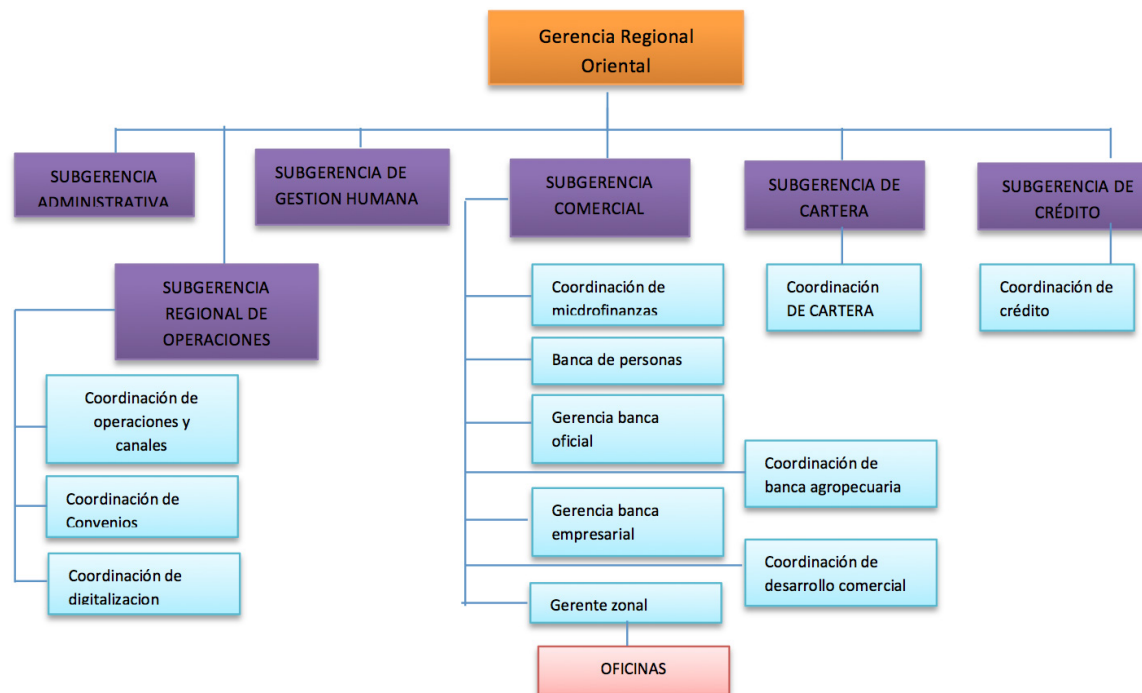 Gerencia Regional
Oriental
SUBGERENCIA
ADMINISTRATIVA
SUBGERENCIA DE
GESTION HUMANA
SUBGERENCIA
COMERCIAL
SUBGERENCIA DE
CARTERA
SUBGERENCIA DE
CRÉDITO
SUBGERENCIA
REGIONAL DE
OPERACIONES
Coordinación de
operaciones y
canales
Coordinación de
Convenios
Coordinación de
digitalizacion
Coordinación de
micdrofinanzas
Banca de personas
Gerencia banca
oficial
Coordinación de
banca agropecuaria
Gerencia banca
empresarial
Coordinación de
desarrollo comercial
Gerente zonal
OFICINAS
Coordinación
DE CARTERA
Coordinación de
crédito